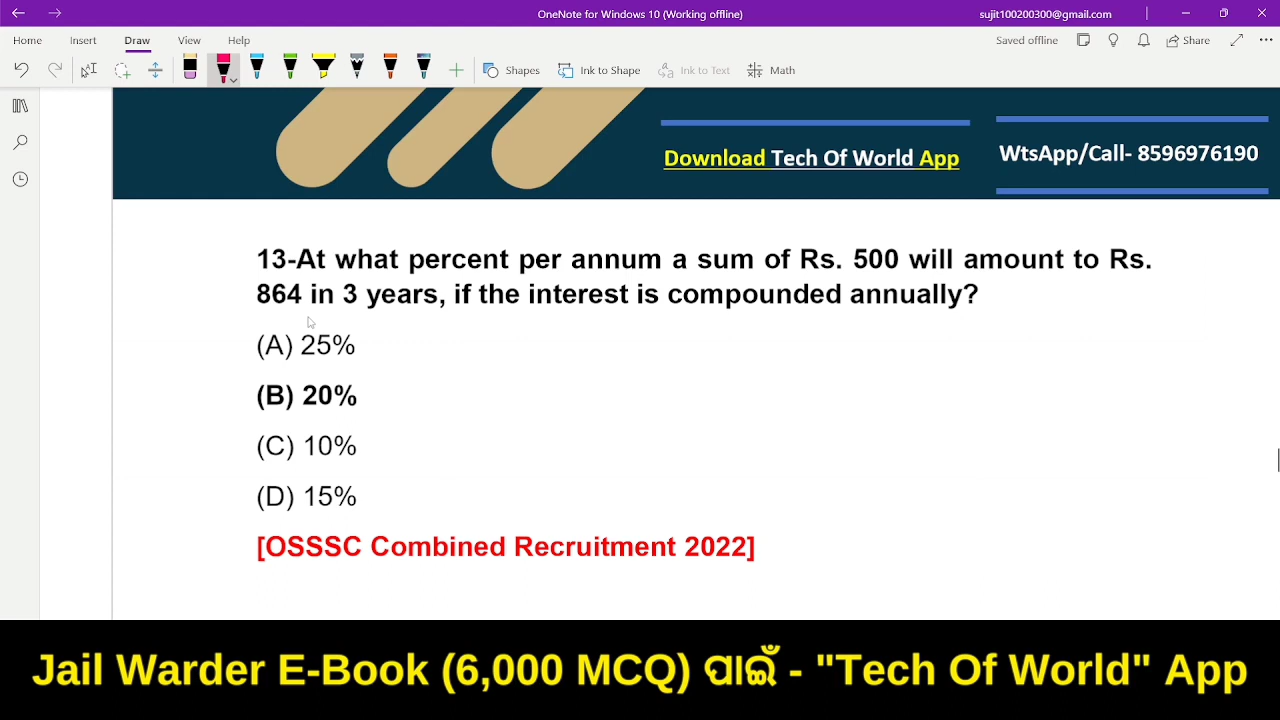 OneNote for Windows 10 (Working offline)
sujit100200300@gmail.com
Home Insert Draw View Help
Saved offline
Share
Shapes
Ink to Shape
Ink to Text
Math
Download Tech Of World App
WtsApp/Call- 8596976190
13-At what percent per annum a sum of Rs. 500 will amount to Rs.
864 in 3 years, if the interest is compounded annually?
(A) 25%
(B) 20%
(C) 10%
(D) 15%
[OSSSC Combined Recruitment 2022]
Jail Warder E-Book (6,000 MCQ) ପାଇଁ - "Tech Of World" App